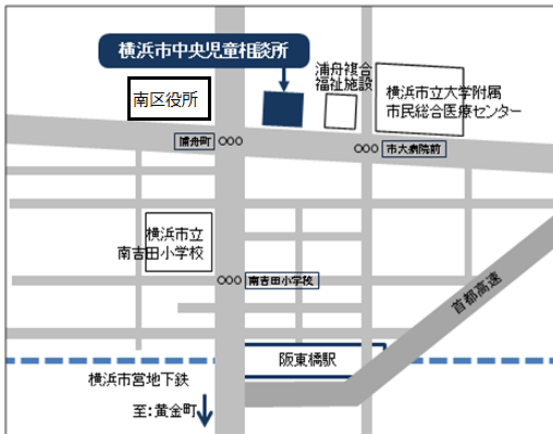 横浜市中央児童相談所
浦舟複合
福祉施設
南区役所
横浜市立大学附属
市民総合医療センター
浦舟町
市大病院前
横浜市立
南吉田小学校
南吉田小学校
首都高速
阪東橋駅
横浜市営地下鉄
至:黄金町